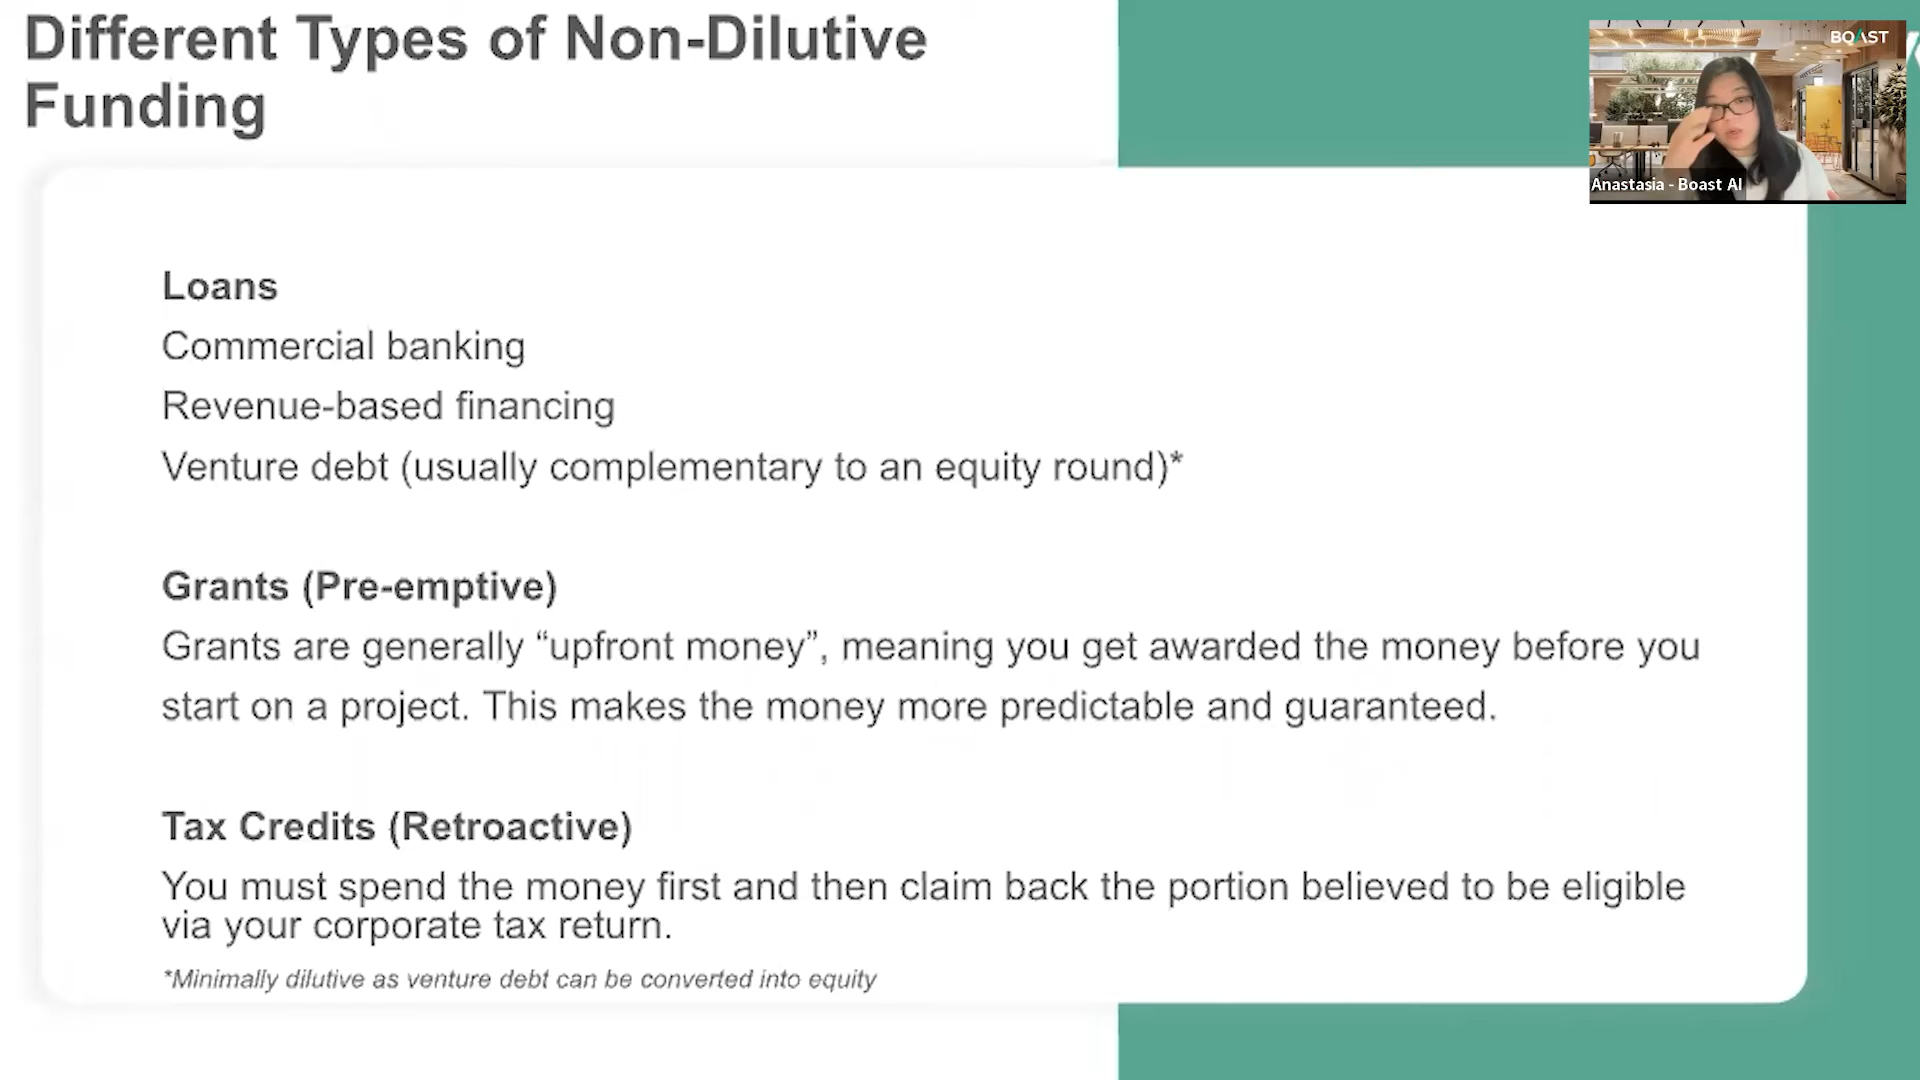 Different Types of Non-Dilutive
Funding
BOAST
Anastasia - Boast AI
Loans
Commercial banking
Revenue-based financing
Venture debt (usually complementary to an equity round)*
Grants (Pre-emptive)
Grants are generally “upfront money”, meaning you get awarded the money before you
start on a project. This makes the money more predictable and guaranteed.
Tax Credits (Retroactive)
You must spend the money first and then claim back the portion believed to be eligible
via your corporate tax return.
*Minimally dilutive as venture debt can be converted into equity